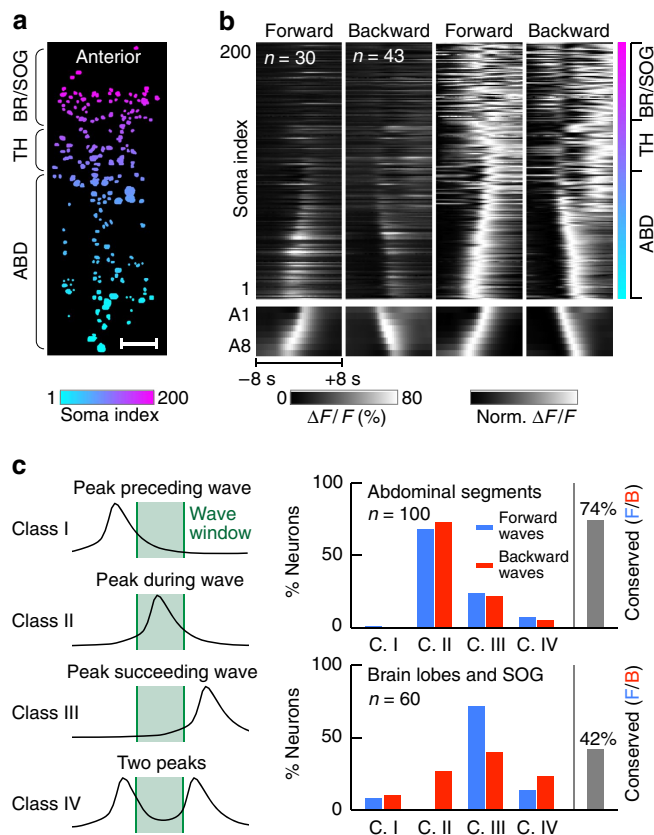 a
Anterior
BR/SOG
TH
ABD
1 200
Soma index
b
Forward Backward Forward Backward
200
n = 30 n = 43
Soma index
1
BR/SOG
TH
ABD
A1
A8
−8 s +8 s
0 80
ΔF/ F (%)
Norm. ΔF/F
c
Peak preceding wave
Class I
Wave
window
Peak during wave
Class II
Peak succeeding wave
Class III
Two peaks
Class IV
100
50
0
% Neurons
Abdominal segments
n = 100
Forward
waves
Backward
waves
74%
Conserved (F/B)
C. I C. II C. III C. IV
100
50
0
% Neurons
Brain lobes and SOG
n = 60
42%
Conserved (F/B)
C. I C. II C. III C. IV